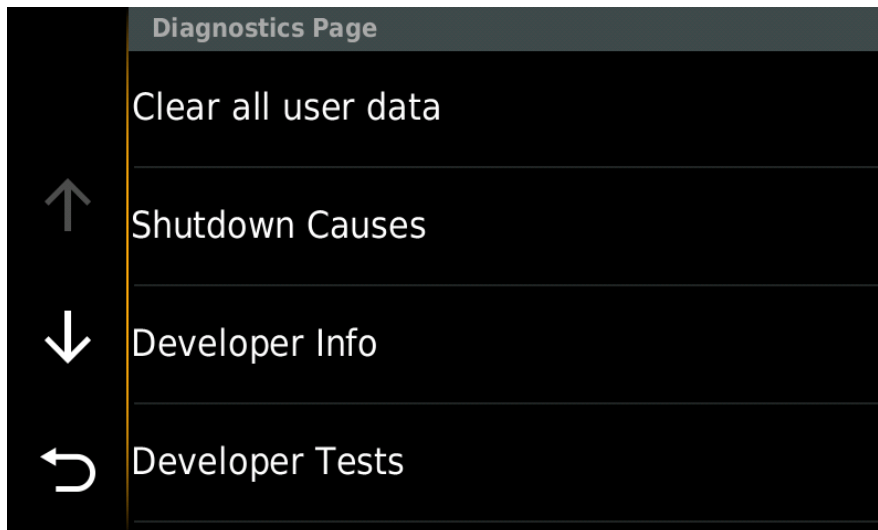 Diagnostics Page
Clear all user data
Shutdown Causes
Developer Info
Developer Tests